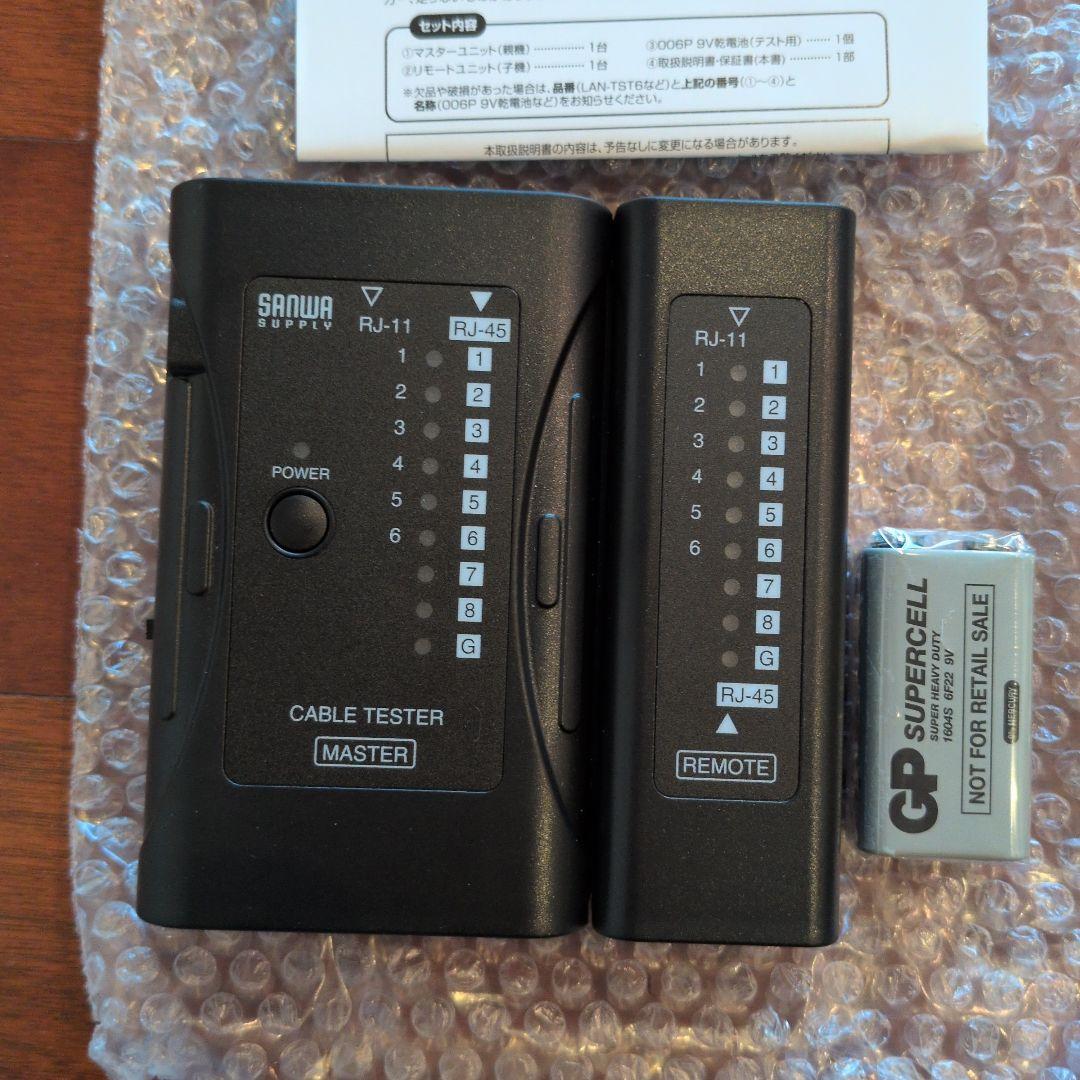 セット内容
①マスターユニット(親機) ············· 1台
②リモートユニット(子機) ············· 1台
③006P 9V乾電池(テスト用) ······· 1個
④取扱説明書・保証書(本書) ·········· 1部
※欠品や破損があった場合は、品番(LAN-TST6など)と上記の番号(①〜④)と
名称(006P 9V乾電池など)をお知らせください。
本取扱説明書の内容は、予告なしに変更になる場合があります。
SANWA
SUPPLY
RJ-11
RJ-45
1 1
2 2
3 3
4 4
5 5
6 6
7
8
G
POWER
CABLE TESTER
MASTER
RJ-11
1 1
2 2
3 3
4 4
5 5
6 6
7
8
G
RJ-45
REMOTE
GP SUPERCELL
SUPER HEAVY DUTY
1604S 6F22 9V
NOT FOR RETAIL SALE
MERCURY